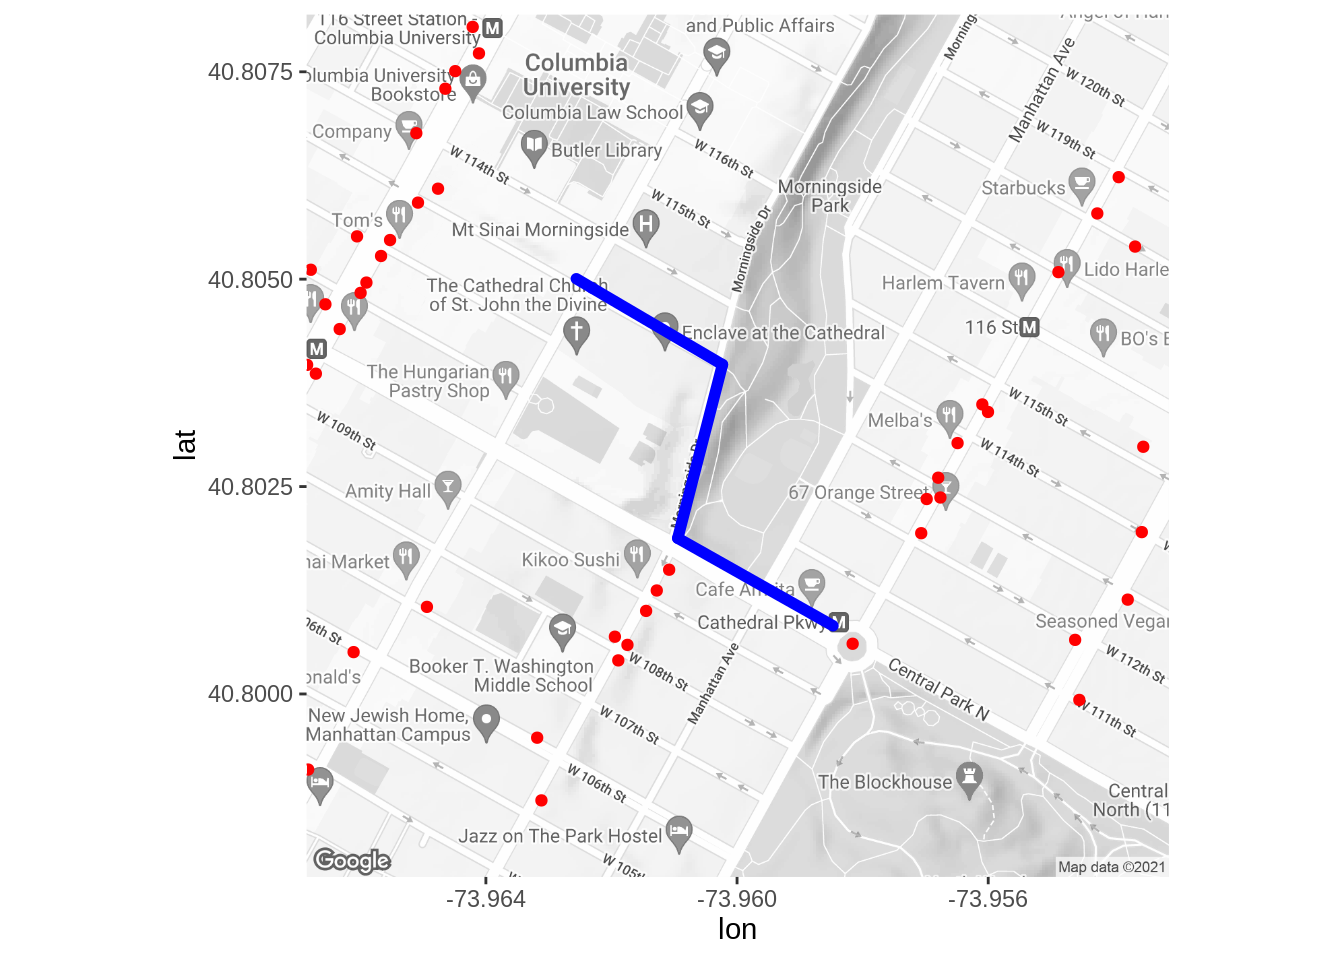 116 Street Station -
Columbia University
and Public Affairs
Columbia
University
olumbia University
Bookstore
Columbia Law School
Company
Butler Library
W 114th St
W 116th St
W 115th St
Morningside
Park
Morningside Dr
Manhattan Ave
W 120th St
W 119th St
Starbucks
Tom's
Mt Sinai Morningside
The Cathedral Church
of St. John the Divine
Enclave at the Cathedral
Harlem Tavern
Lido Harle
116 St
M
BO's
The Hungarian
Pastry Shop
Melba's
W 115th St
W 114th St
W 109th St
Amity Hall
67 Orange Street
Morningside Dr
Kikoo Sushi
Cafe Amrita
Cathedral Pkwy
Seasoned Vegan
W 112th St
W 111th St
Central Park N
Booker T. Washington
Middle School
W 108th St
Manhattan Ave
W 107th St
06th St
onald's
New Jewish Home,
Manhattan Campus
W 106th St
The Blockhouse
Central
North (11
Jazz on The Park Hostel
W 105t
Google
Map data ©2021
40.8075
40.8050
40.8025
40.8000
lat
-73.964
-73.960
-73.956
lon